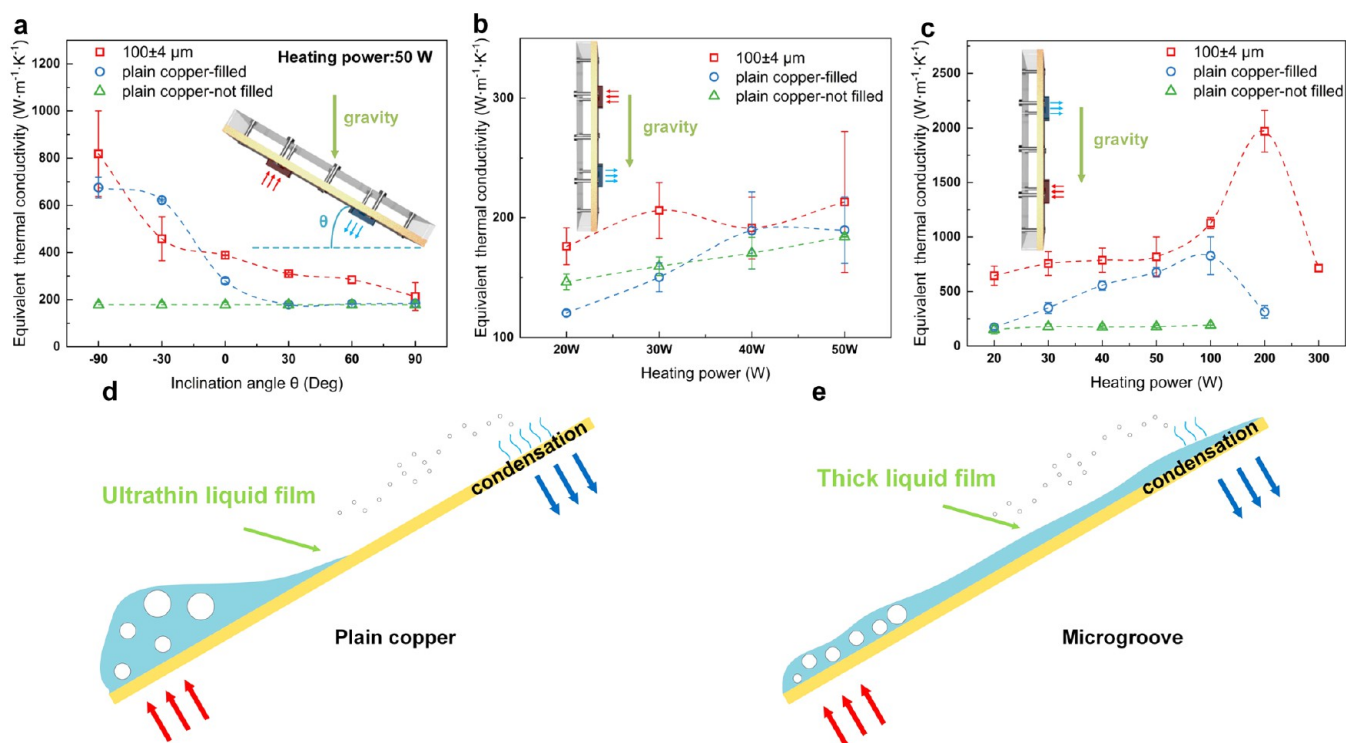 a
Equivalent thermal conductivity (W·m⁻¹·K⁻¹)
1200
1000
800
600
400
200
0
100±4 μm
plain copper-filled
plain copper-not filled
Heating power:50 W
gravity
θ
-90
-30
0
30
60
90
Inclination angle θ (Deg)
b
Equivalent thermal conductivity (W·m⁻¹·K⁻¹)
300
200
100
100±4 μm
plain copper-filled
plain copper-not filled
gravity
20W
30W
40W
50W
Heating power (W)
c
Equivalent thermal conductivity (W·m⁻¹·K⁻¹)
2500
2000
1500
1000
500
0
100±4 μm
plain copper-filled
plain copper-not filled
gravity
20
30
40
50
100
200
300
Heating power (W)
d
Ultrathin liquid film
condensation
Plain copper
e
Thick liquid film
condensation
Microgroove